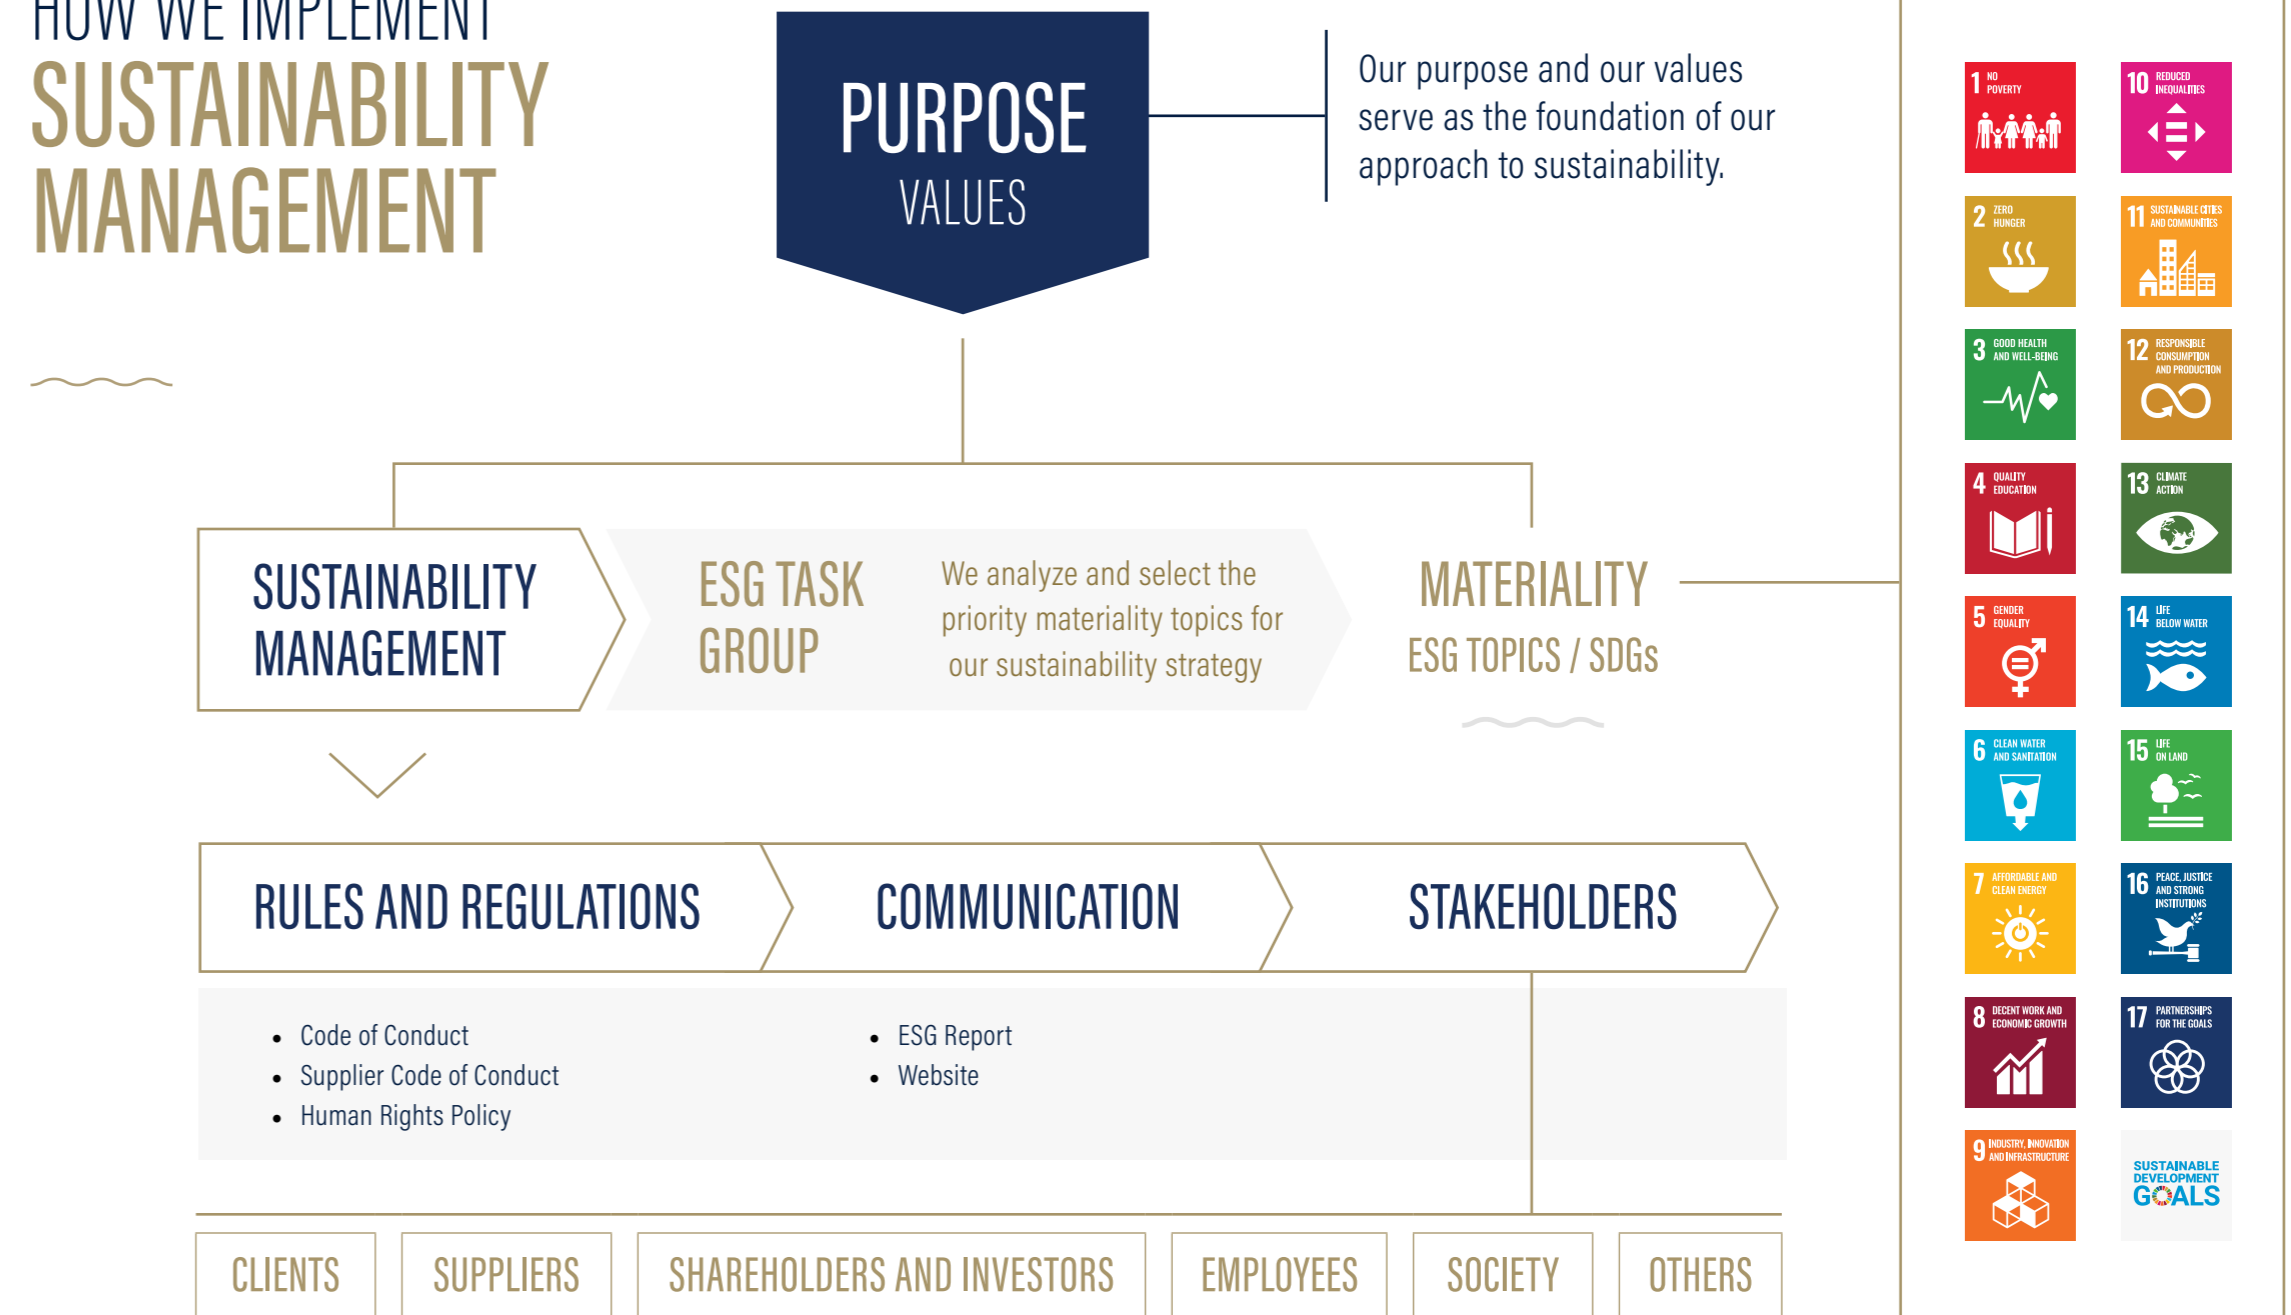 HOW WE IMPLEMENT
SUSTAINABILITY
MANAGEMENT
PURPOSE
VALUES
Our purpose and our values
serve as the foundation of our
approach to sustainability.
SUSTAINABILITY
MANAGEMENT
ESG TASK
GROUP
We analyze and select the
priority materiality topics for
our sustainability strategy
MATERIALITY
ESG TOPICS / SDGs
RULES AND REGULATIONS
COMMUNICATION
STAKEHOLDERS
• Code of Conduct
• Supplier Code of Conduct
• Human Rights Policy
• ESG Report
• Website
CLIENTS
SUPPLIERS
SHAREHOLDERS AND INVESTORS
EMPLOYEES
SOCIETY
OTHERS
1 NO
POVERTY
2 ZERO
HUNGER
3 GOOD HEALTH
AND WELL-BEING
4 QUALITY
EDUCATION
5 GENDER
EQUALITY
6 CLEAN WATER
AND SANITATION
7 AFFORDABLE AND
CLEAN ENERGY
8 DECENT WORK AND
ECONOMIC GROWTH
9 INDUSTRY, INNOVATION
AND INFRASTRUCTURE
10 REDUCED
INEQUALITIES
11 SUSTAINABLE CITIES
AND COMMUNITIES
12 RESPONSIBLE
CONSUMPTION
AND PRODUCTION
13 CLIMATE
ACTION
14 LIFE
BELOW WATER
15 LIFE
ON LAND
16 PEACE, JUSTICE
AND STRONG
INSTITUTIONS
17 PARTNERSHIPS
FOR THE GOALS
SUSTAINABLE
DEVELOPMENT
GOALS